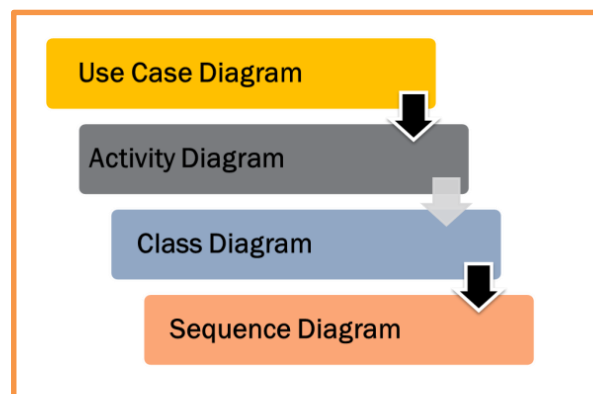 Use Case Diagram
Activity Diagram
Class Diagram
Sequence Diagram